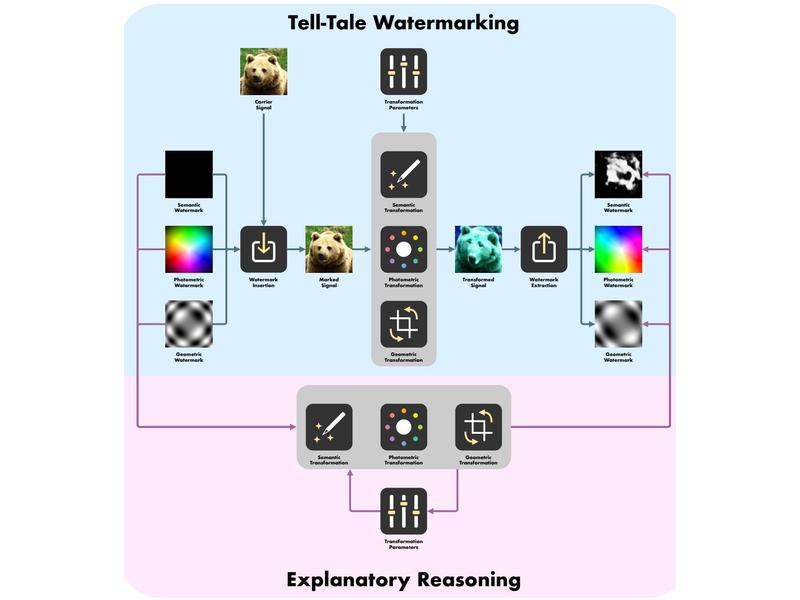 Tell-Tale Watermarking
Carrier
Signal
Transformation
Parameters
Semantic
Watermark
Semantic
Transformation
Semantic
Watermark
Photometric
Watermark
Watermark
Insertion
Marked
Signal
Photometric
Transformation
Transformed
Signal
Watermark
Extraction
Photometric
Watermark
Geometric
Watermark
Geometric
Transformation
Geometric
Watermark
Semantic
Transformation
Photometric
Transformation
Geometric
Transformation
Transformation
Parameters
Explanatory Reasoning